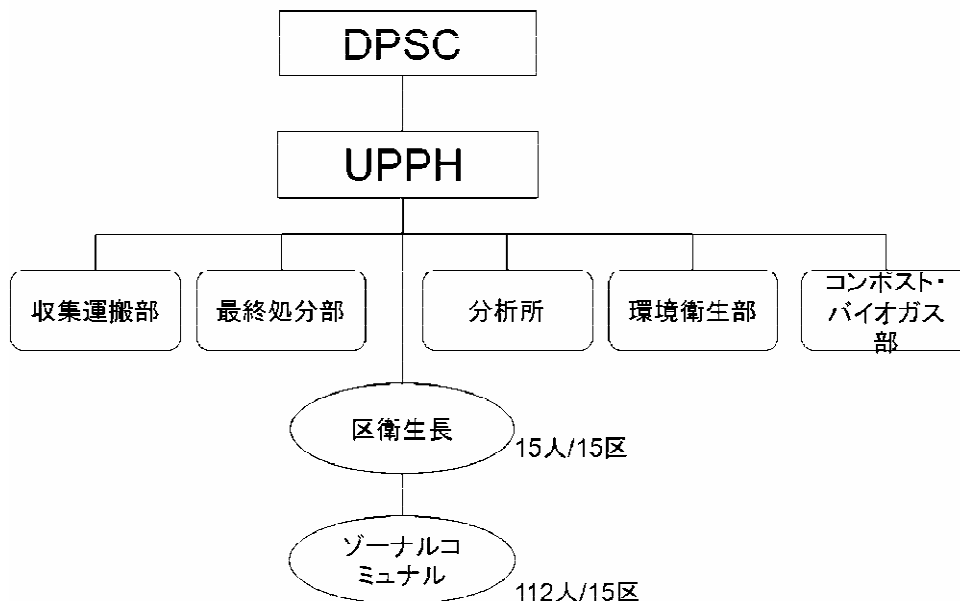 DPSC
UPPH
収集運搬部
最終処分部
分析所
環境衛生部
コンポスト・
バイオガス
部
区衛生長
15人/15区
ゾーナルコ
ミュナル
112人/15区